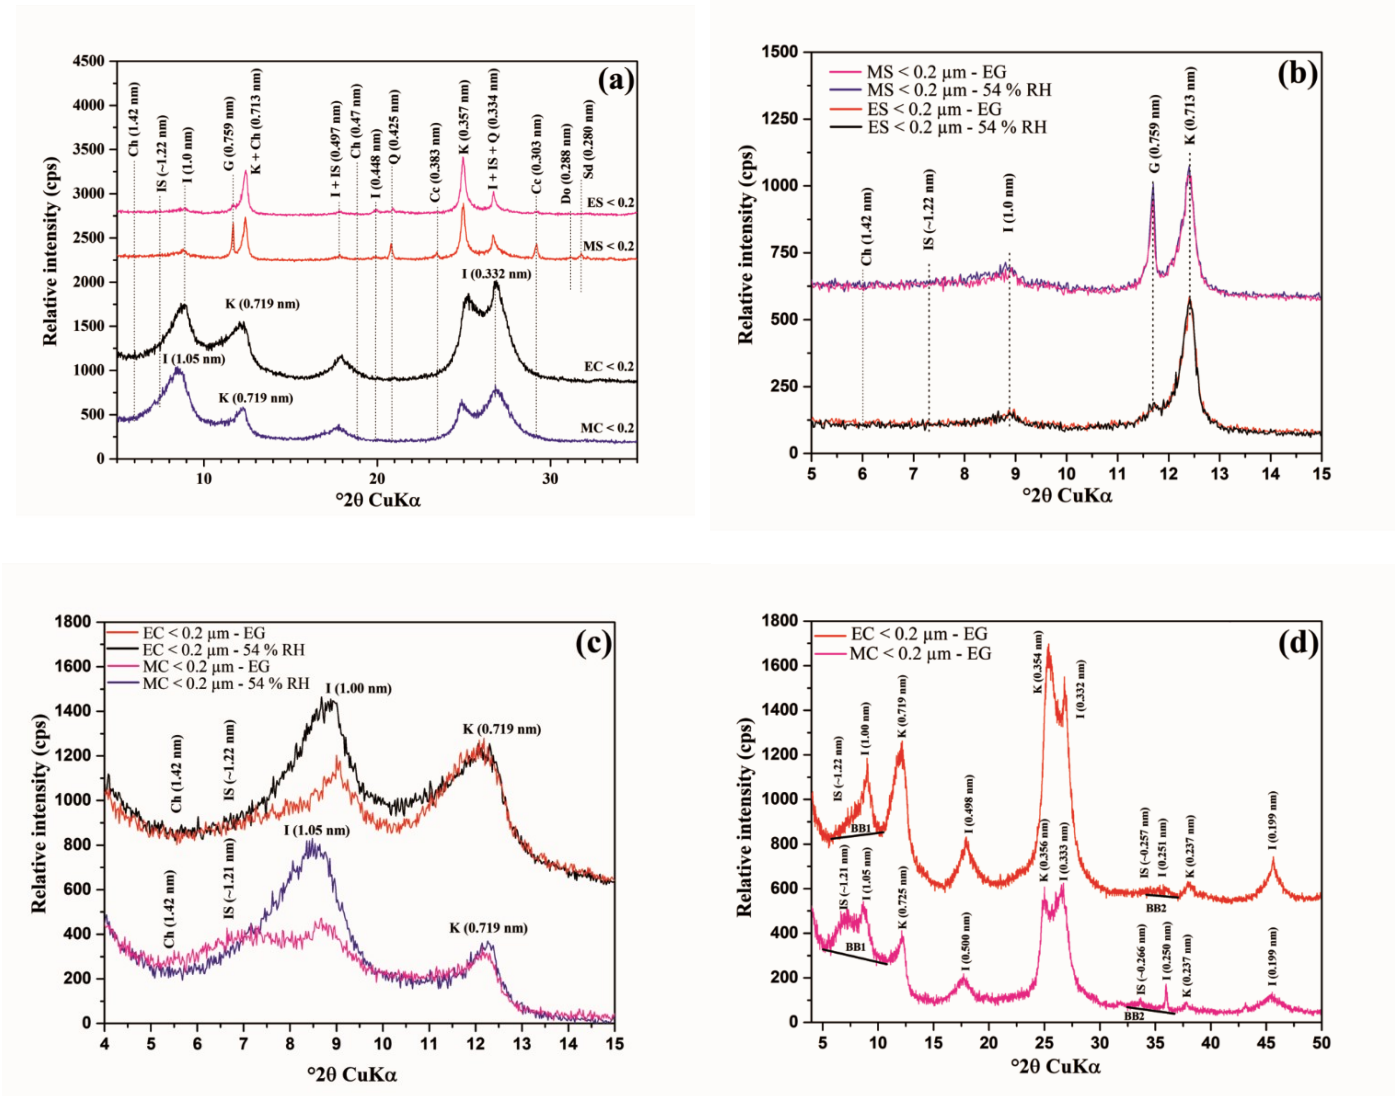 (a)
Relative intensity (cps)
4500
4000
3500
3000
2500
2000
1500
1000
500
0
Ch (1.42 nm)
IS (~1.22 nm)
I (1.0 nm)
G (0.759 nm)
K + Ch (0.713 nm)
I + IS (0.497 nm)
Ch (0.47 nm)
I (0.448 nm)
Q (0.425 nm)
Cc (0.383 nm)
K (0.357 nm)
I + IS + Q (0.334 nm)
Cc (0.303 nm)
Do (0.288 nm)
Sd (0.280 nm)
ES < 0.2
MS < 0.2
I (0.332 nm)
K (0.719 nm)
EC < 0.2
I (1.05 nm)
K (0.719 nm)
MC < 0.2
10
20
30
°2θ CuKα
(b)
Relative intensity (cps)
1500
1250
1000
750
500
250
0
MS < 0.2 µm - EG
MS < 0.2 µm - 54 % RH
ES < 0.2 µm - EG
ES < 0.2 µm - 54 % RH
Ch (1.42 nm)
IS (~1.22 nm)
I (1.0 nm)
G (0.759 nm)
K (0.713 nm)
5
6
7
8
9
10
11
12
13
14
15
°2θ CuKα
(c)
Relative intensity (cps)
1800
1600
1400
1200
1000
800
600
400
200
0
EC < 0.2 µm - EG
EC < 0.2 µm - 54 % RH
MC < 0.2 µm - EG
MC < 0.2 µm - 54 % RH
I (1.00 nm)
K (0.719 nm)
Ch (1.42 nm)
IS (~1.22 nm)
I (1.05 nm)
Ch (1.42 nm)
IS (~1.21 nm)
K (0.719 nm)
4
5
6
7
8
9
10
11
12
13
14
15
°2θ CuKα
(d)
Relative intensity (cps)
1800
1600
1400
1200
1000
800
600
400
200
0
EC < 0.2 µm - EG
MC < 0.2 µm - EG
IS (~1.22 nm)
I (1.00 nm)
K (0.719 nm)
BB1
I (0.498 nm)
K (0.354 nm)
I (0.332 nm)
IS (~0.257 nm)
I (0.251 nm)
BB2
K (0.237 nm)
I (0.199 nm)
IS (~1.21 nm)
I (1.05 nm)
K (0.725 nm)
BB1
I (0.500 nm)
K (0.356 nm)
I (0.333 nm)
IS (~0.266 nm)
I (0.250 nm)
BB2
K (0.237 nm)
I (0.199 nm)
5
10
15
20
25
30
35
40
45
50
°2θ CuKα